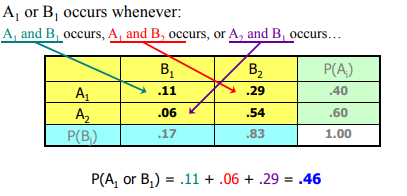 A₁ or B₁ occurs whenever:
A₁ and B₁ occurs, A₁ and B₂ occurs, or A₂ and B₁ occurs…
B₁ B₂ P(Aᵢ)
A₁ .11 .29 .40
A₂ .06 .54 .60
P(Bⱼ) .17 .83 1.00
P(A₁ or B₁) = .11 + .06 + .29 = .46